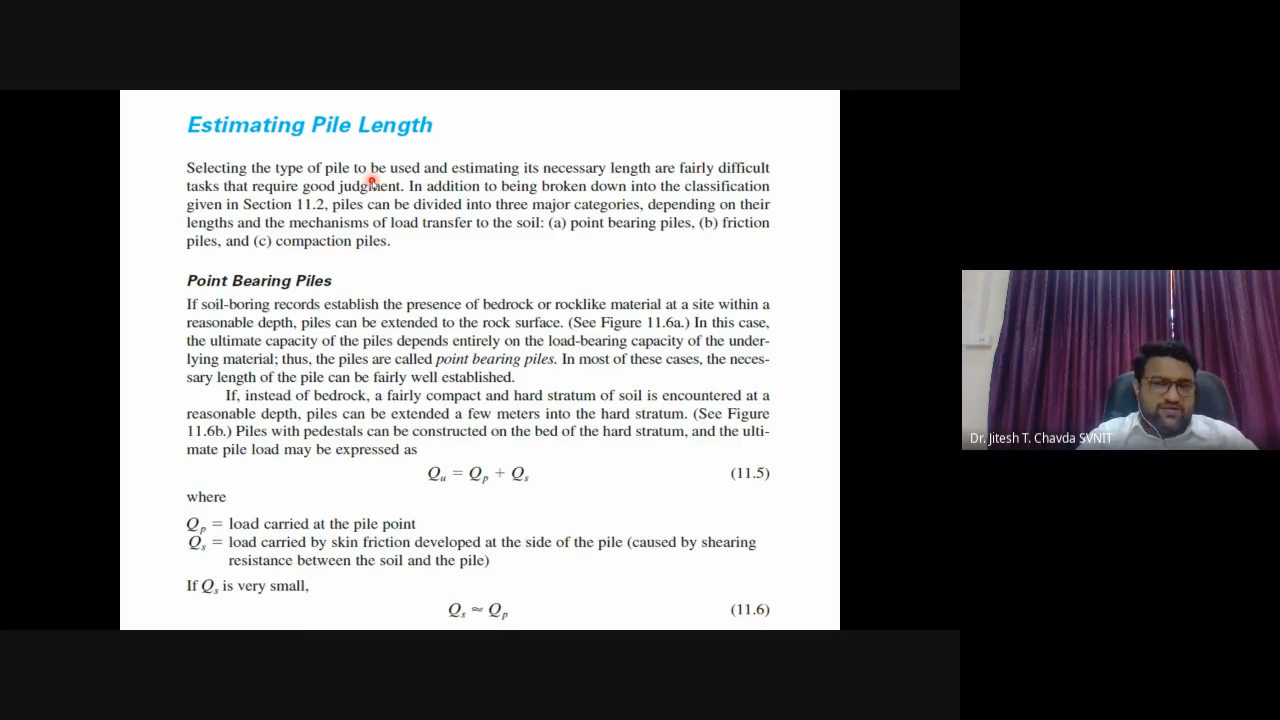 Estimating Pile Length
Selecting the type of pile to be used and estimating its necessary length are fairly difficult
tasks that require good judgment. In addition to being broken down into the classification
given in Section 11.2, piles can be divided into three major categories, depending on their
lengths and the mechanisms of load transfer to the soil: (a) point bearing piles, (b) friction
piles, and (c) compaction piles.
Point Bearing Piles
If soil-boring records establish the presence of bedrock or rocklike material at a site within a
reasonable depth, piles can be extended to the rock surface. (See Figure 11.6a.) In this case,
the ultimate capacity of the piles depends entirely on the load-bearing capacity of the under-
lying material; thus, the piles are called point bearing piles. In most of these cases, the neces-
sary length of the pile can be fairly well established.
If, instead of bedrock, a fairly compact and hard stratum of soil is encountered at a
reasonable depth, piles can be extended a few meters into the hard stratum. (See Figure
11.6b.) Piles with pedestals can be constructed on the bed of the hard stratum, and the ulti-
mate pile load may be expressed as
Qu = Qp + Qs (11.5)
where
Qp = load carried at the pile point
Qs = load carried by skin friction developed at the side of the pile (caused by shearing
resistance between the soil and the pile)
If Qs is very small,
Qs ≈ Qp (11.6)
Dr. Jitesh T. Chavda SVNIT